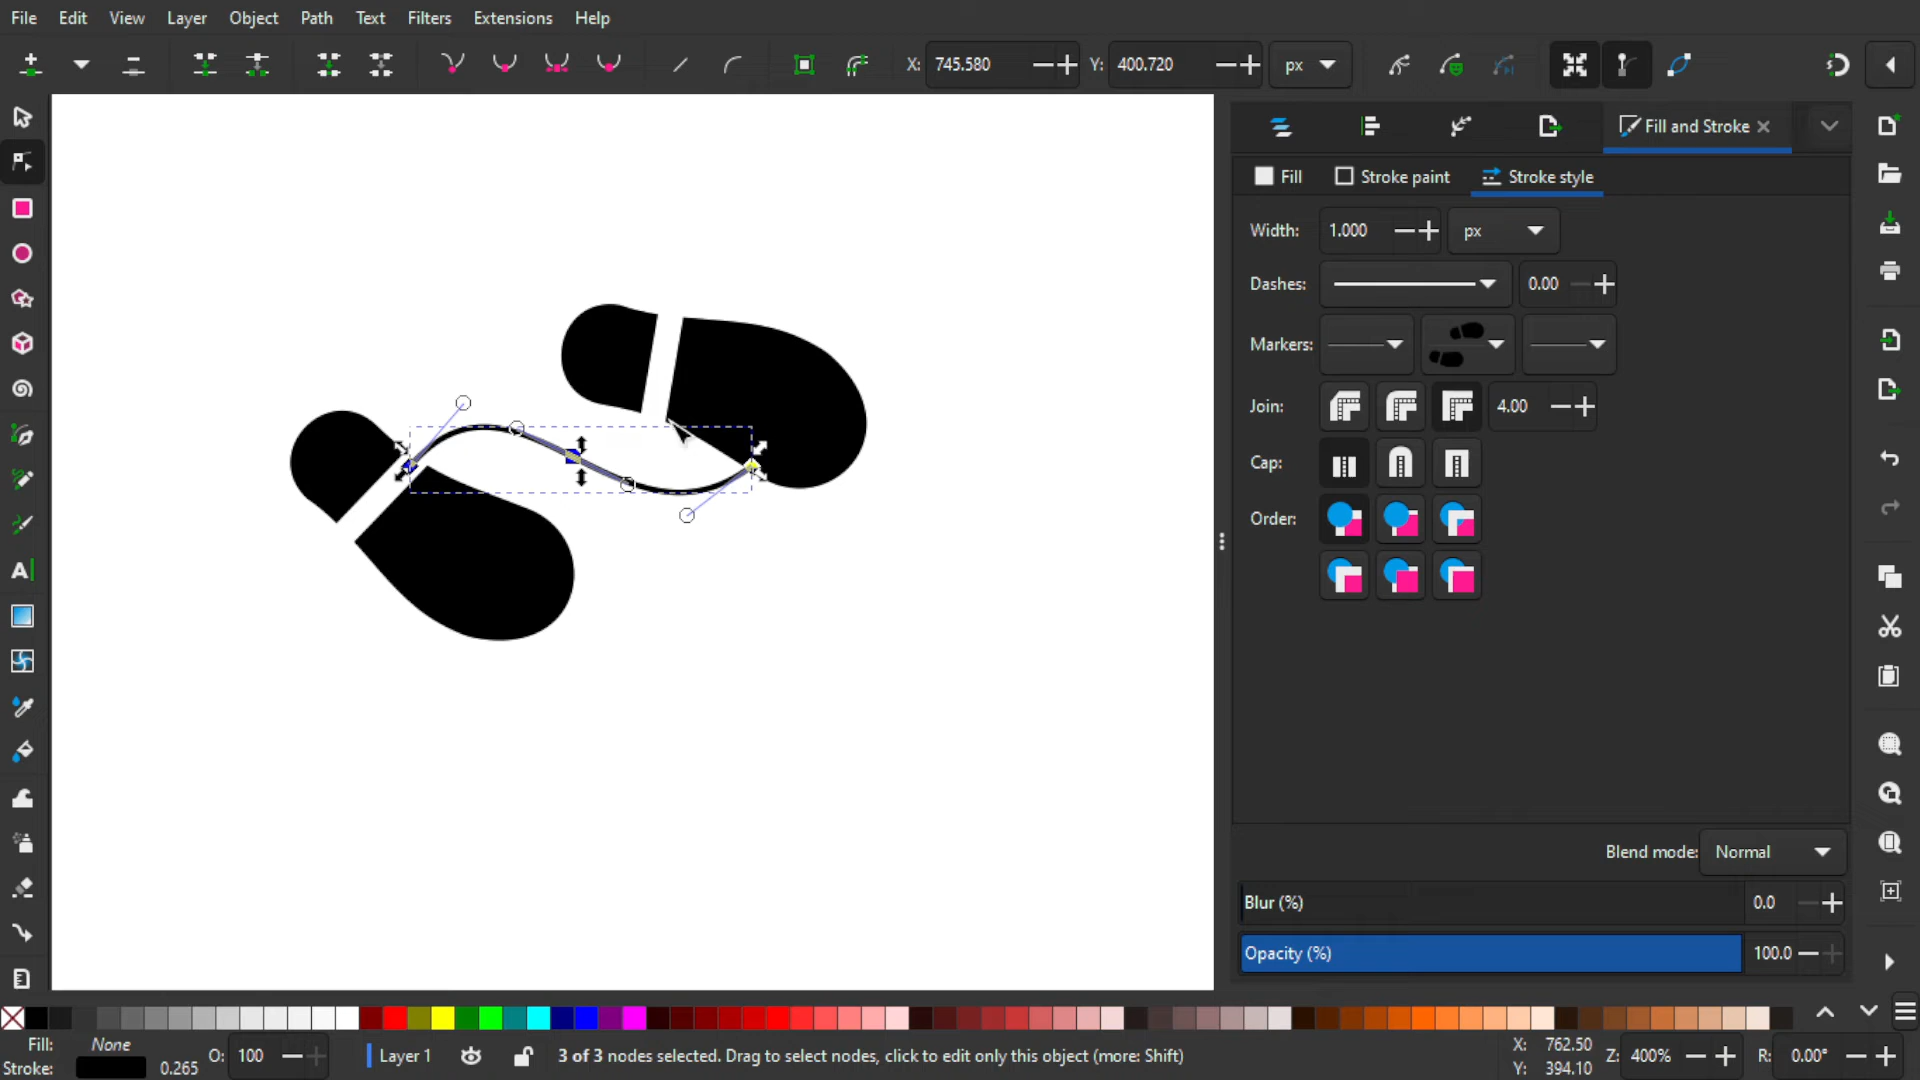 File Edit View Layer Object Path Text Filters Extensions Help
X: 745.580 Y: 400.720 px
Fill and Stroke
Fill Stroke paint Stroke style
Width: 1.000 px
Dashes: 0.00
Markers:
Join: 4.00
Cap:
Order:
Blend mode: Normal
Blur (%) 0.0
Opacity (%) 100.0
Fill: None
Stroke: 0.265
O: 100
Layer 1
3 of 3 nodes selected. Drag to select nodes, click to edit only this object (more: Shift)
X: 762.50
Y: 394.10
Z: 400%
R: 0.00°